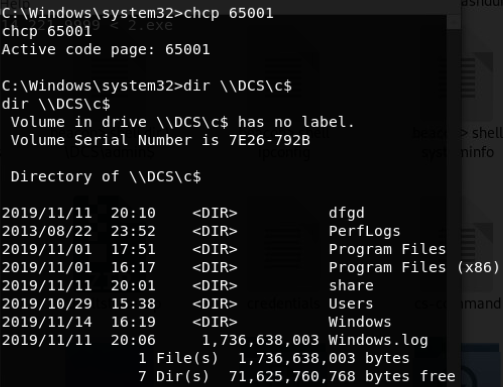 C:\Windows\system32>chcp 65001
chcp 65001
Active code page: 65001
C:\Windows\system32>dir \\DCS\c$
dir \\DCS\c$
 Volume in drive \\DCS\c$ has no label.
 Volume Serial Number is 7E26-792B
 Directory of \\DCS\c$
2019/11/11  20:10    <DIR>          dfgd
2013/08/22  23:52    <DIR>          PerfLogs
2019/11/01  17:51    <DIR>          Program Files
2019/11/01  16:17    <DIR>          Program Files (x86)
2019/11/11  20:01    <DIR>          share
2019/10/29  15:38    <DIR>          Users
2019/11/14  16:19    <DIR>          Windows
2019/11/11  20:06     1,736,638,003 Windows.log
               1 File(s)  1,736,638,003 bytes
               7 Dir(s)  71,625,760,768 bytes free